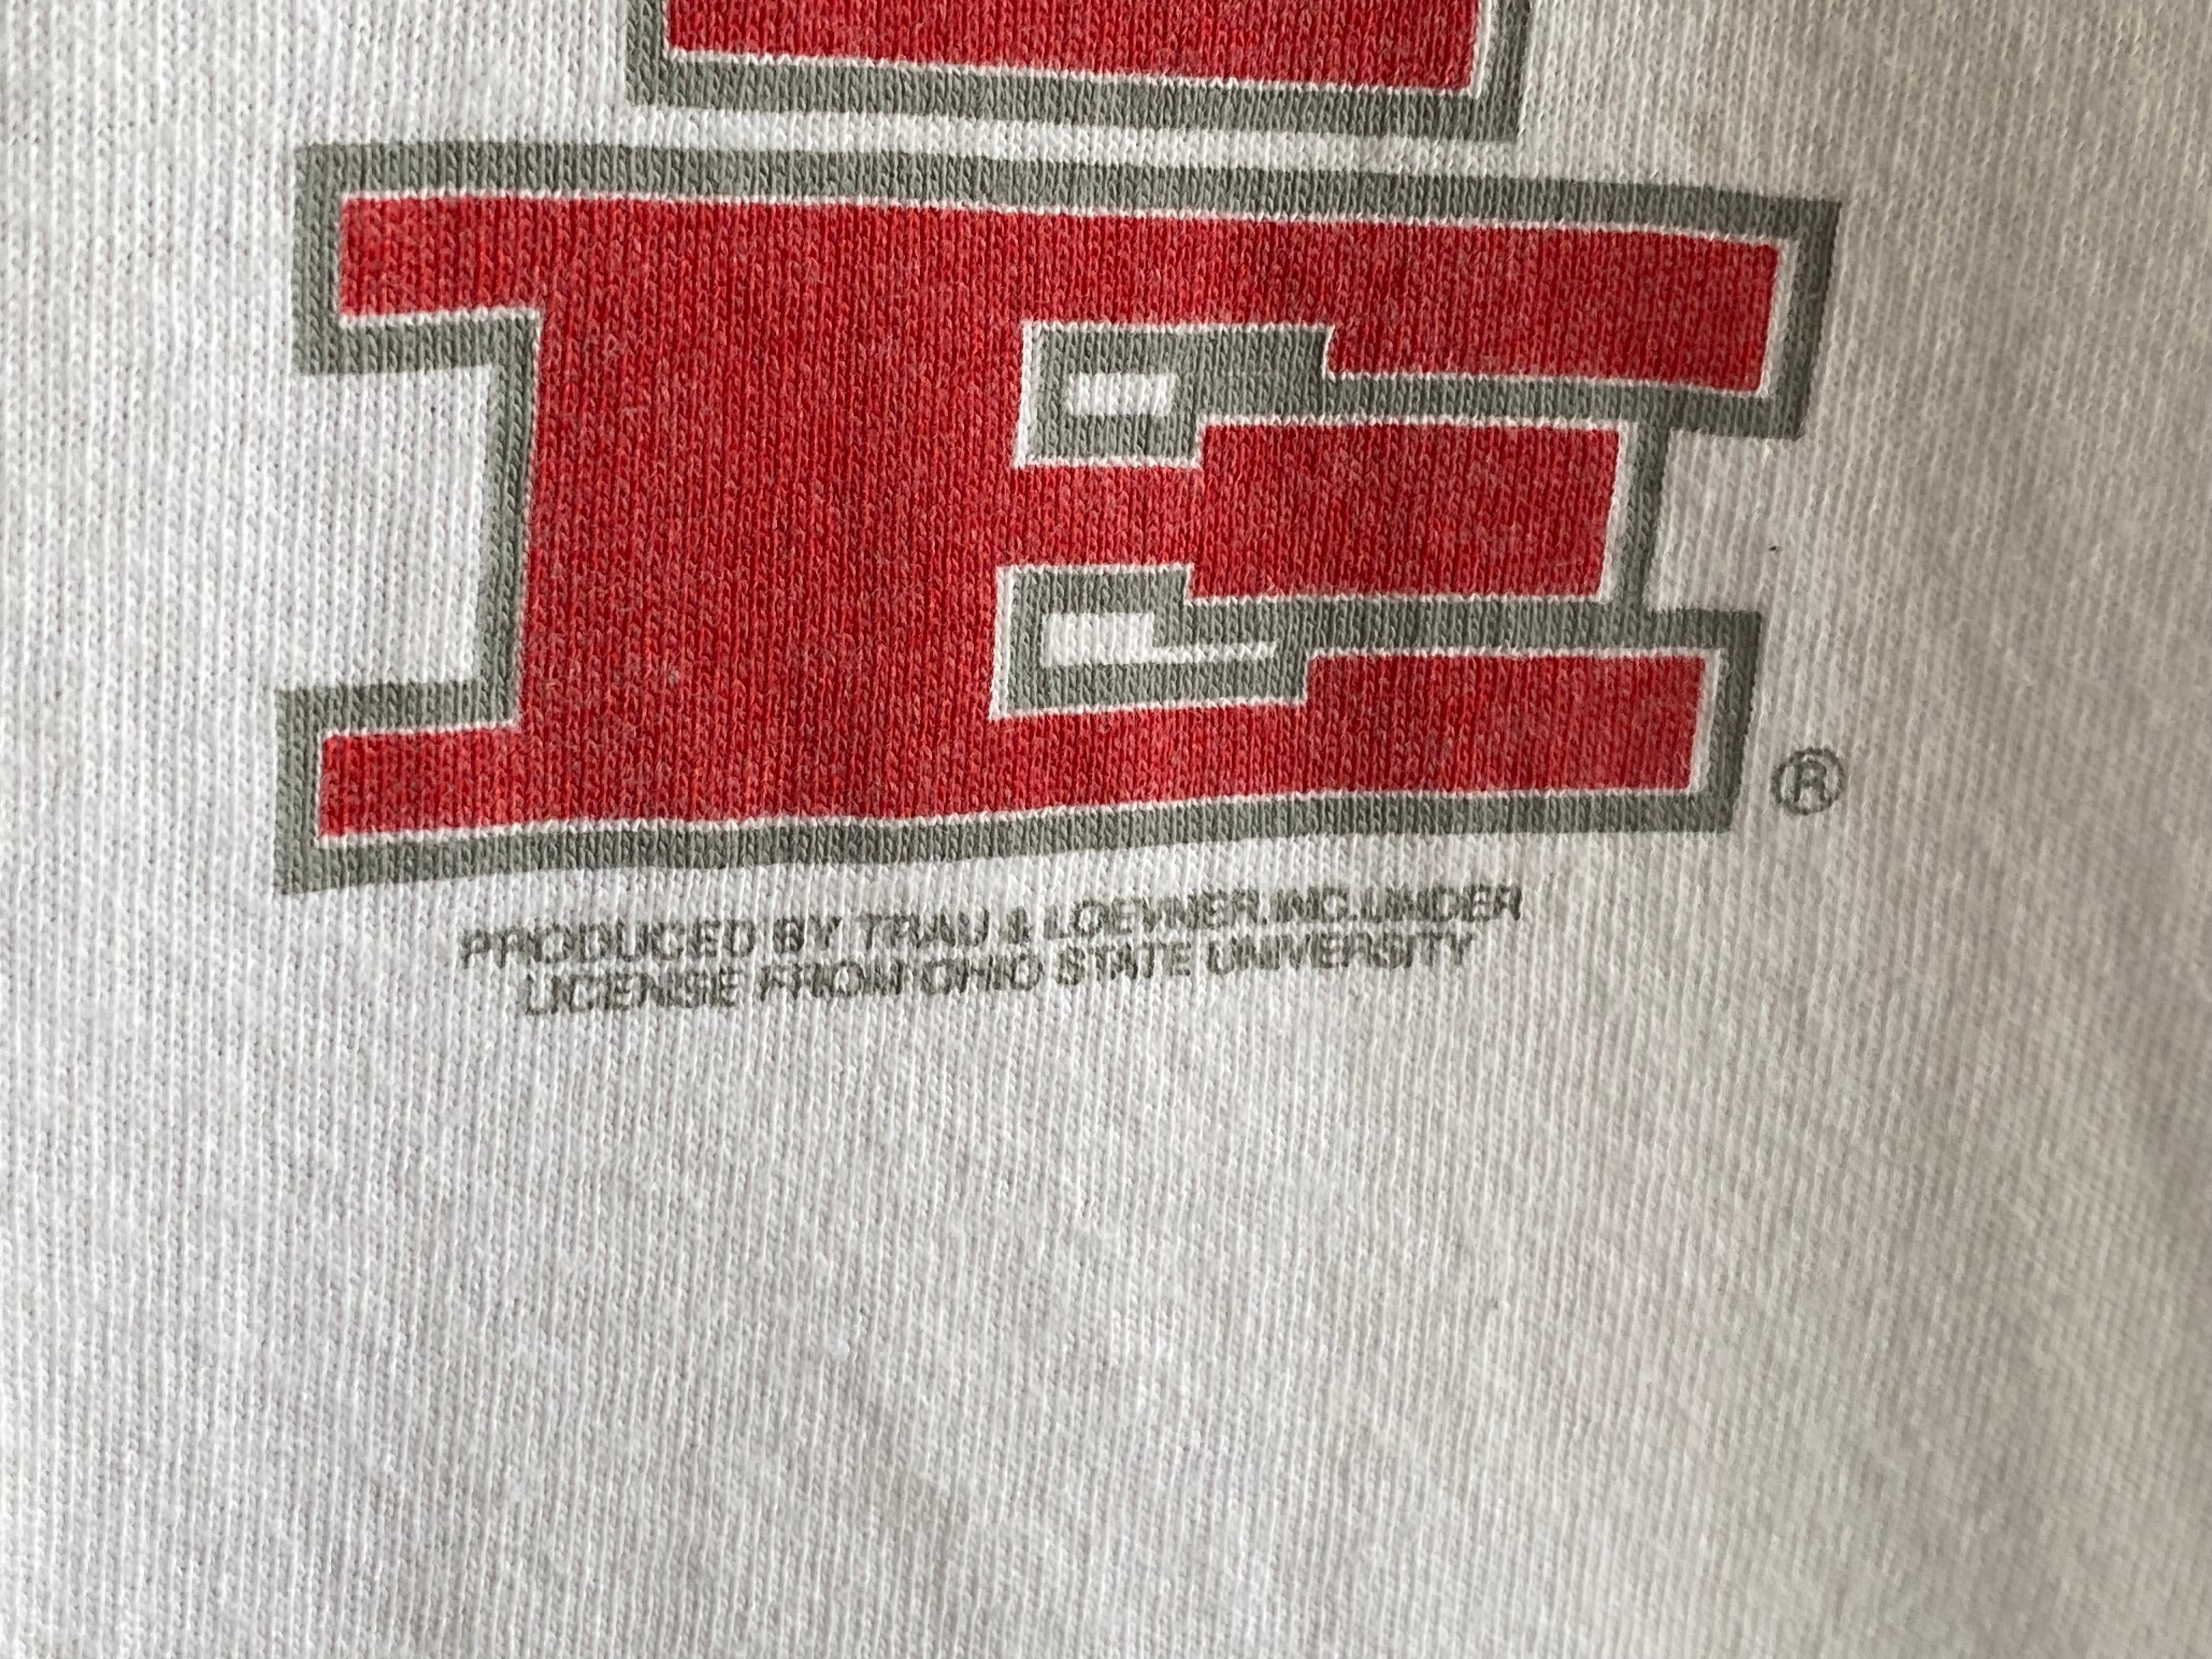 E®
PRODUCED BY TRAU & LOEVNER.INC.UNDER
LICENSE FROM OHIO STATE UNIVERSITY